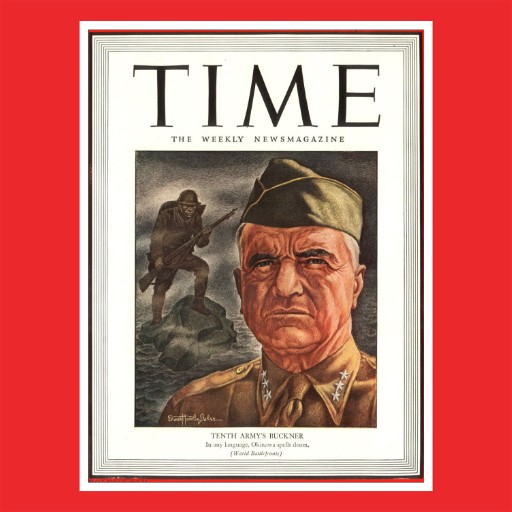 TIME
THE WEEKLY NEWSMAGAZINE
TENTH ARMY'S BUCKNER
In any language, Okinawa spells doom.
(World Battlefronts)